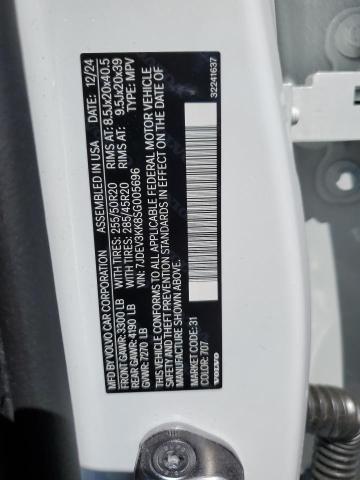 MFD BY VOLVO CAR CORPORATION ASSEMBLED IN USA DATE: 12/24
FRONT GAWR: 3300 LB WITH TIRES: 255/50R20 RIMS AT: 8.5Jx20x40.5
REAR GAWR: 4190 LB WITH TIRES: 285/45R20 RIMS AT: 9.5Jx20x39
GVWR: 7270 LB VIN: 7JDEV3KK8SG005696 TYPE: MPV
THIS VEHICLE CONFORMS TO ALL APPLICABLE FEDERAL MOTOR VEHICLE
SAFETY AND THEFT PREVENTION STANDARDS IN EFFECT ON THE DATE OF
MANUFACTURE SHOWN ABOVE.
MARKET CODE: 31
COLOR: 707
VOLVO
32241637